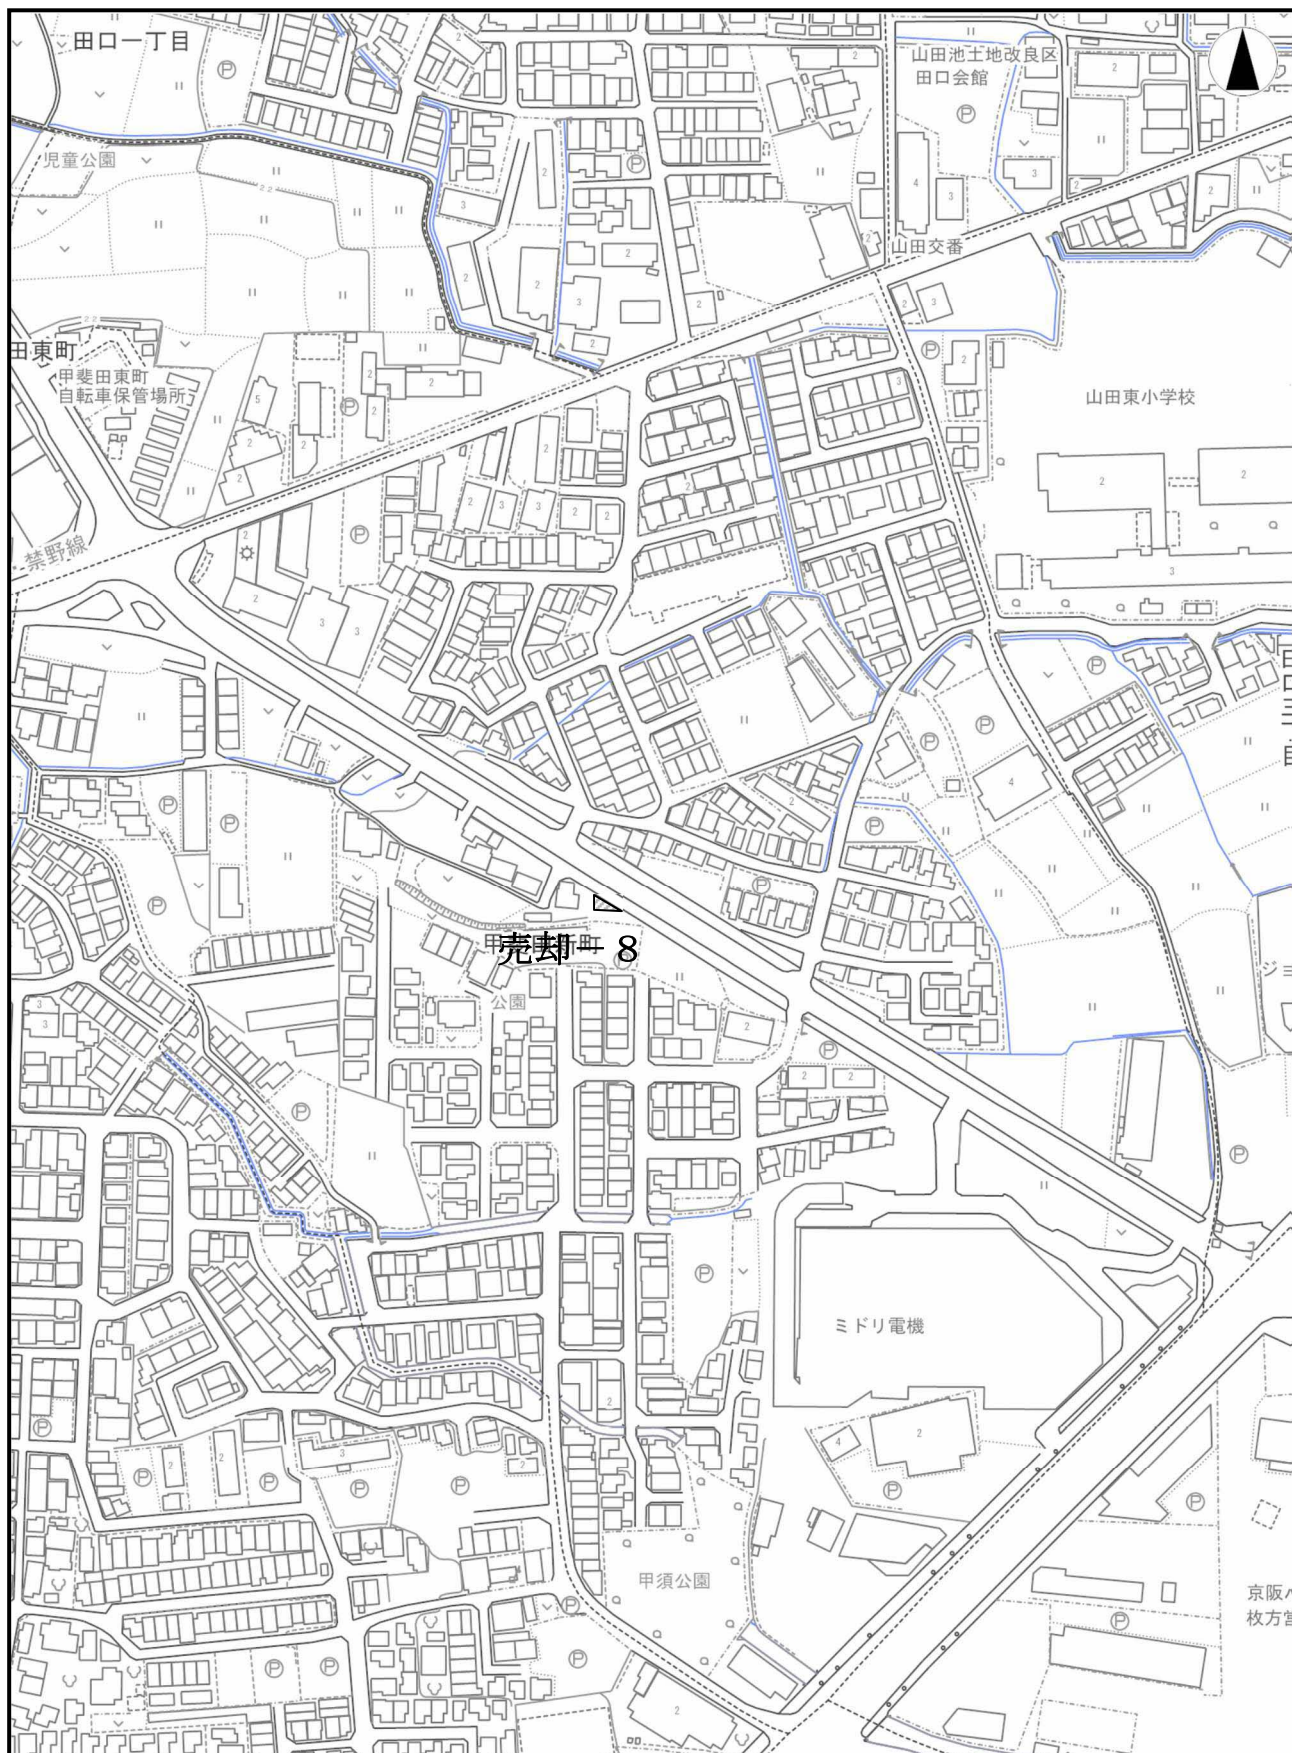 田口一丁目
山田池土地改良区
田口会館
児童公園
山田交番
田東町
甲斐田東町
自転車保管場所
山田東小学校
禁野線
売却－８
公園
ミドリ電機
甲須公園
京阪バ
枚方営